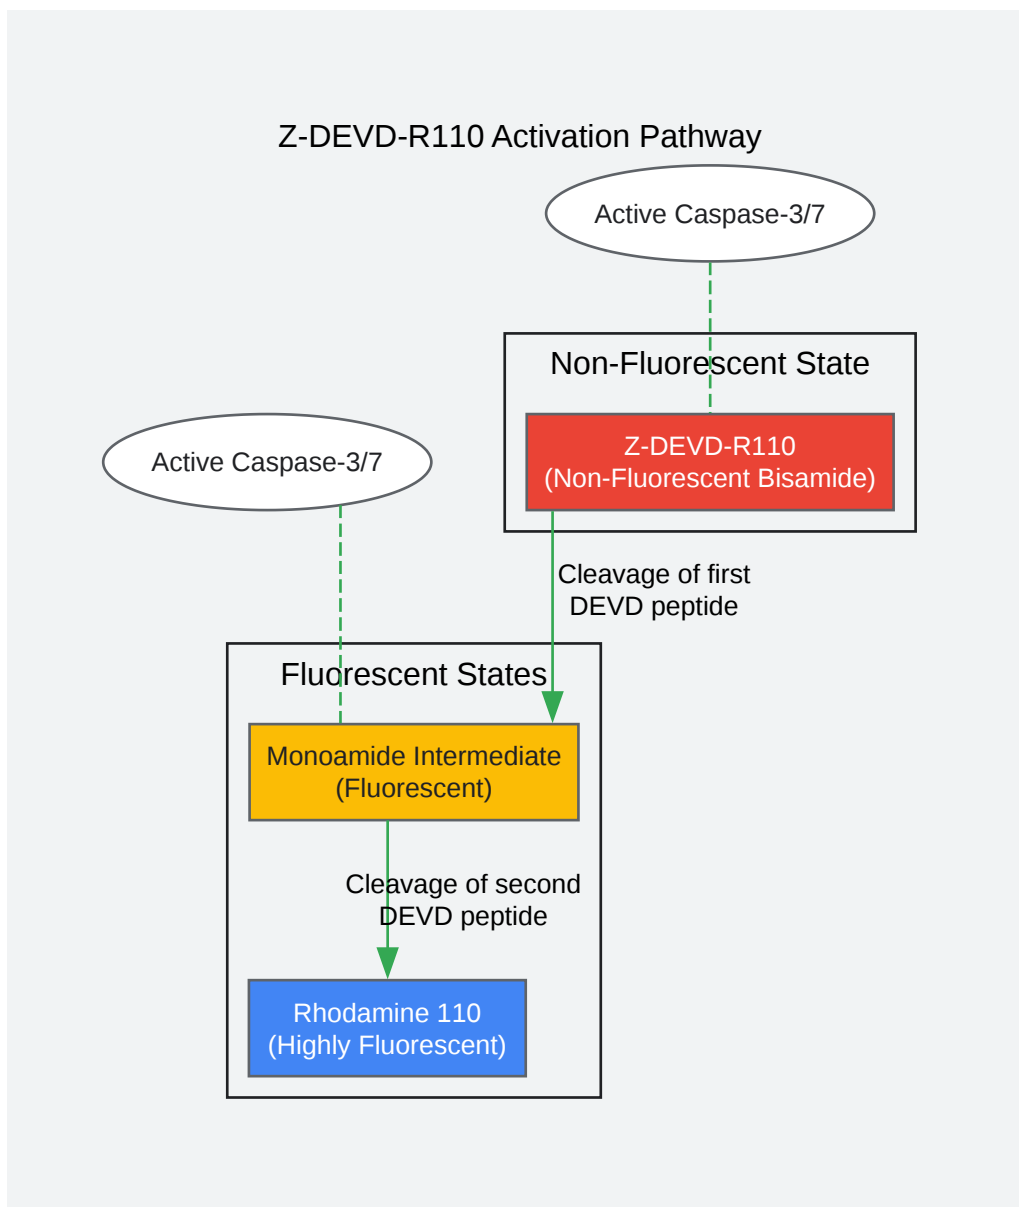 Z-DEVD-R110 Activation Pathway
Active Caspase-3/7
Non-Fluorescent State
Z-DEVD-R110
(Non-Fluorescent Bisamide)
Active Caspase-3/7
Cleavage of first
DEVD peptide
Fluorescent States
Monoamide Intermediate
(Fluorescent)
Cleavage of second
DEVD peptide
Rhodamine 110
(Highly Fluorescent)